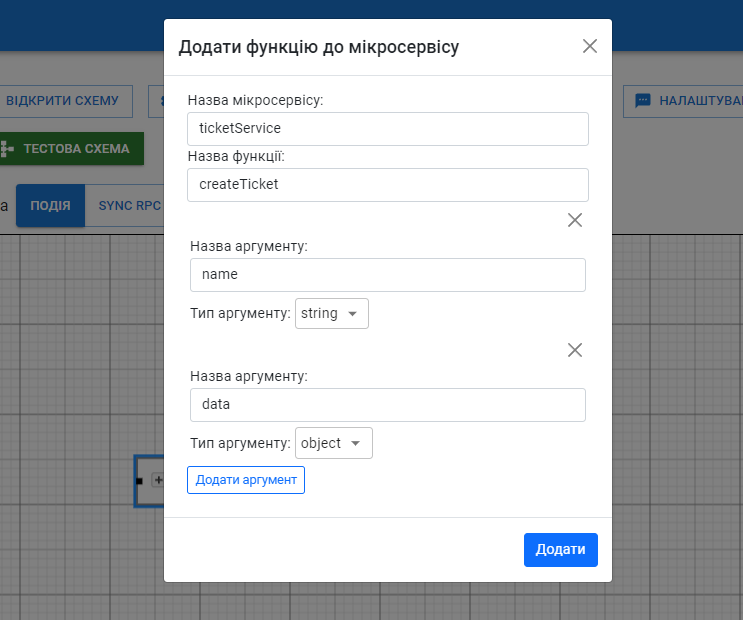 Додати функцію до мікросервісу
ВІДКРИТИ СХЕМУ
Назва мікросервісу:
ticketService
Назва функції:
createTicket
ТЕСТОВА СХЕМА
ПОДІЯ
SYNC RPC
Назва аргументу:
name
Тип аргументу: string
Назва аргументу:
data
Тип аргументу: object
Додати аргумент
Додати